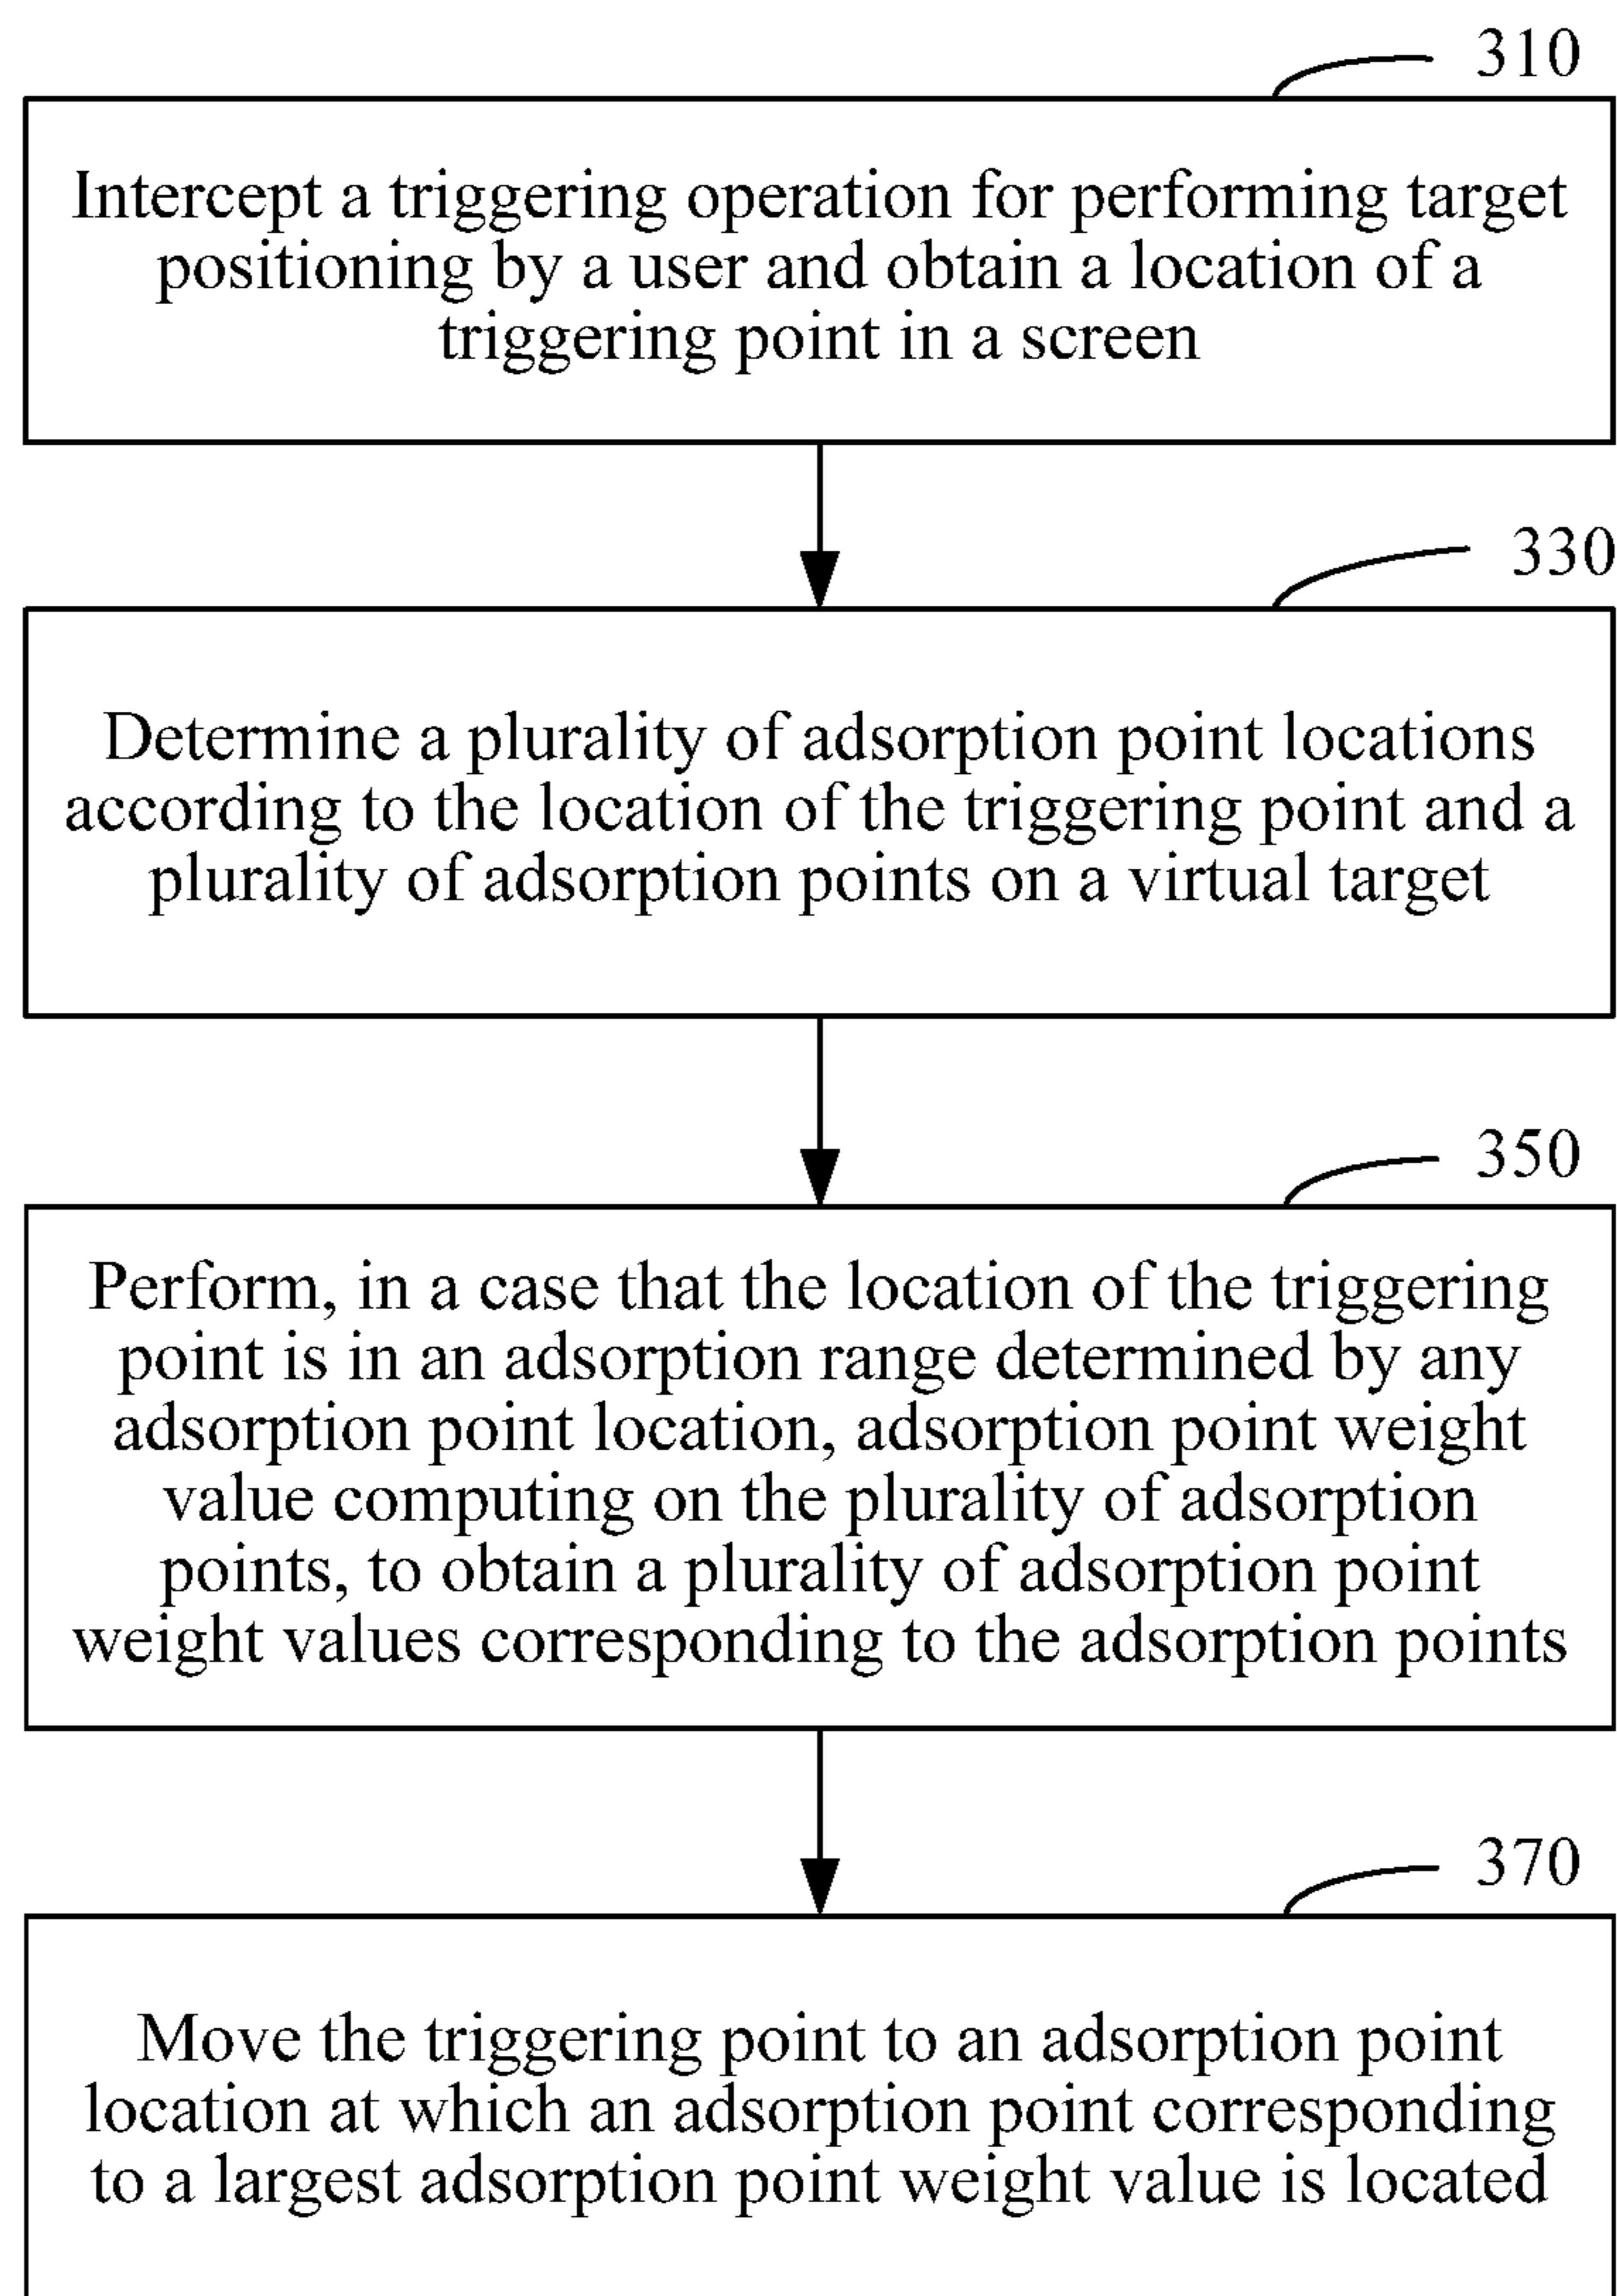 310
Intercept a triggering operation for performing target
positioning by a user and obtain a location of a
triggering point in a screen
330
Determine a plurality of adsorption point locations
according to the location of the triggering point and a
plurality of adsorption points on a virtual target
350
Perform, in a case that the location of the triggering
point is in an adsorption range determined by any
adsorption point location, adsorption point weight
value computing on the plurality of adsorption
points, to obtain a plurality of adsorption point
weight values corresponding to the adsorption points
370
Move the triggering point to an adsorption point
location at which an adsorption point corresponding
to a largest adsorption point weight value is located